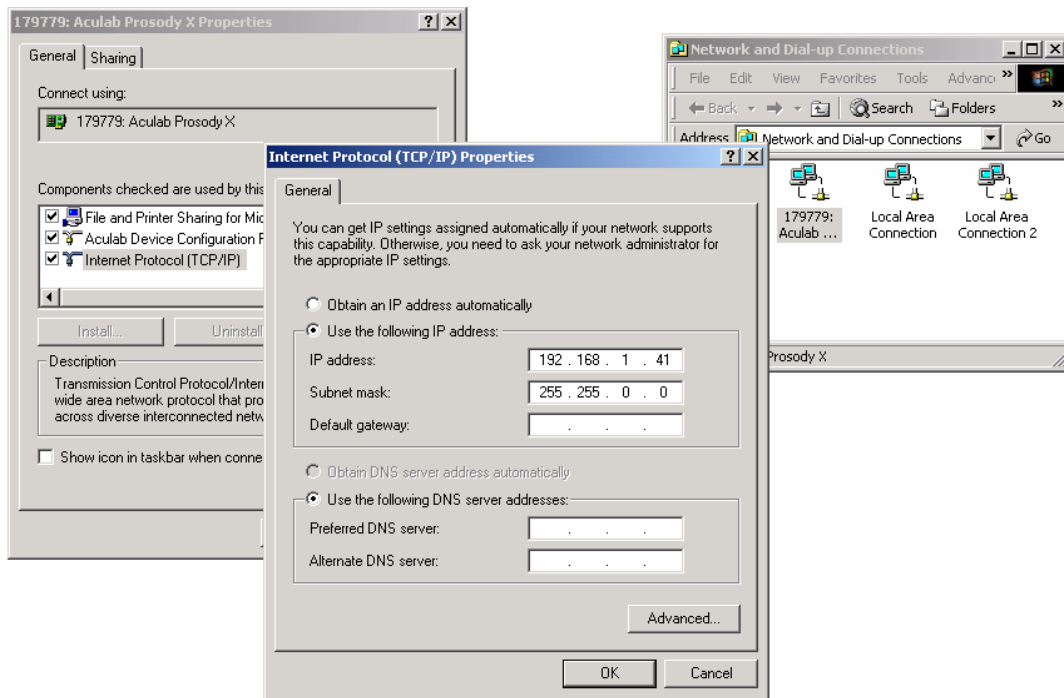 179779: Aculab Prosody X Properties
General
Sharing
Connect using:
179779: Aculab Prosody X
Components checked are used by this
File and Printer Sharing for Mic
Aculab Device Configuration
Internet Protocol (TCP/IP)
Install...
Uninstall
Description
Transmission Control Protocol/Inter
wide area network protocol that pro
across diverse interconnected netw
Show icon in taskbar when conne
Internet Protocol (TCP/IP) Properties
General
You can get IP settings assigned automatically if your network supports
this capability. Otherwise, you need to ask your network administrator for
the appropriate IP settings.
Obtain an IP address automatically
Use the following IP address:
IP address:
192 . 168 . 1 . 41
Subnet mask:
255 . 255 . 0 . 0
Default gateway:
. . .
Obtain DNS server address automatically
Use the following DNS server addresses:
Preferred DNS server:
. . .
Alternate DNS server:
. . .
Advanced...
OK
Cancel
Network and Dial-up Connections
File Edit View Favorites Tools Advanc »
Back
Search
Folders
»
Address
Network and Dial-up Connections
Go
179779:
Aculab ...
Local Area
Connection
Local Area
Connection 2
Prosody X